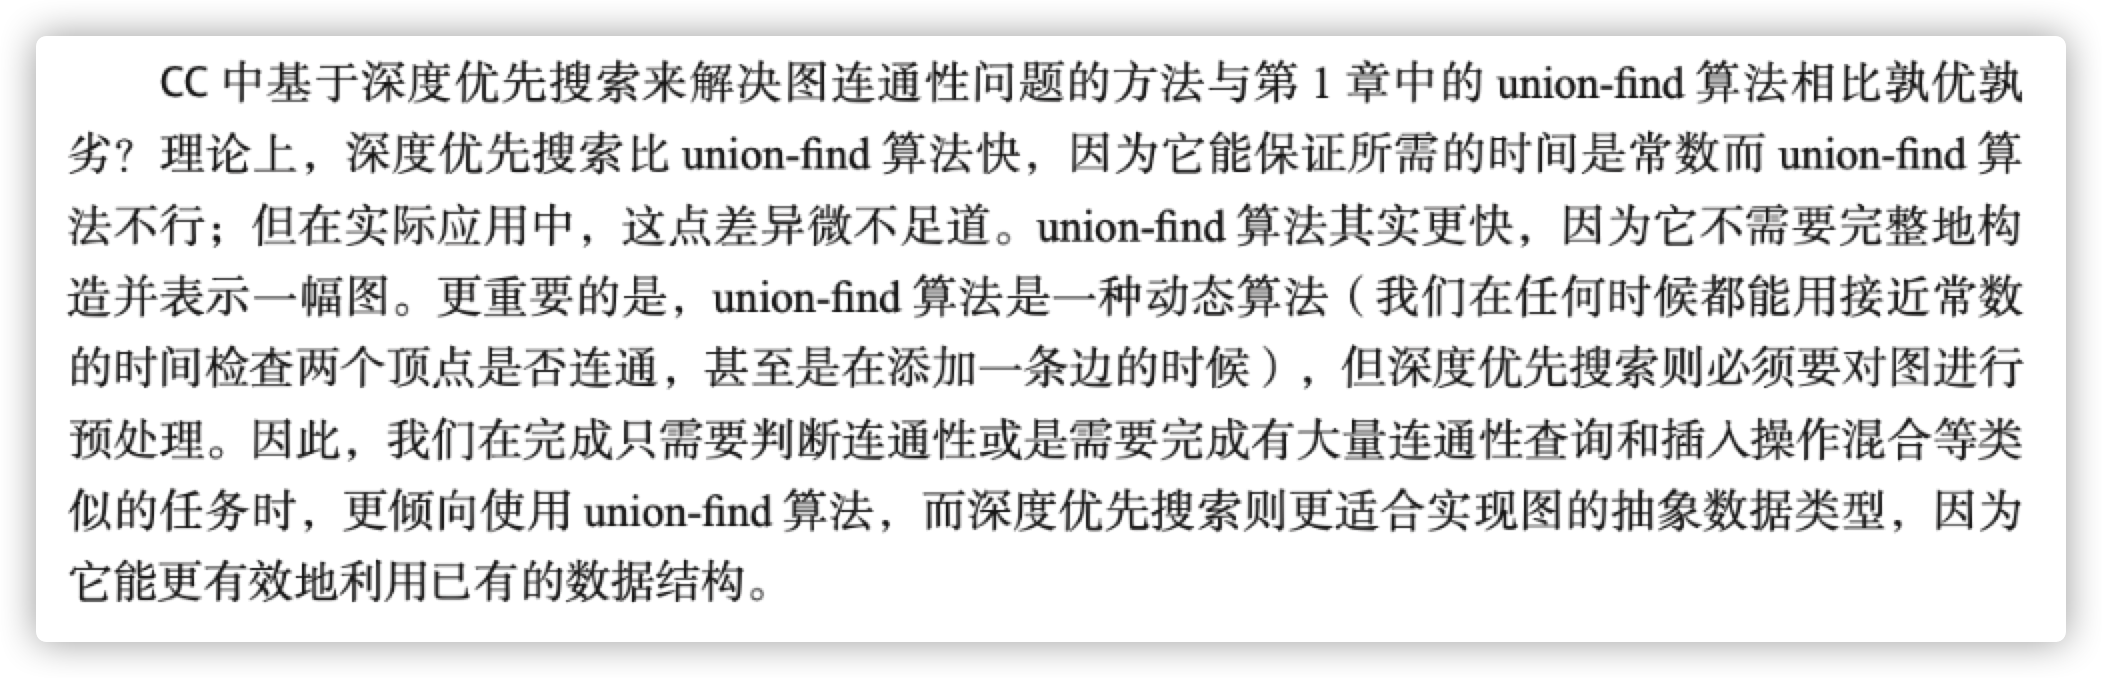 CC 中基于深度优先搜索来解决图连通性问题的方法与第 1 章中的 union-find 算法相比孰优孰
劣？理论上，深度优先搜索比 union-find 算法快，因为它能保证所需的时间是常数而 union-find 算
法不行；但在实际应用中，这点差异微不足道。union-find 算法其实更快，因为它不需要完整地构
造并表示一幅图。更重要的是，union-find 算法是一种动态算法（我们在任何时候都能用接近常数
的时间检查两个顶点是否连通，甚至是在添加一条边的时候），但深度优先搜索则必须要对图进行
预处理。因此，我们在完成只需要判断连通性或是需要完成有大量连通性查询和插入操作混合等类
似的任务时，更倾向使用 union-find 算法，而深度优先搜索则更适合实现图的抽象数据类型，因为
它能更有效地利用已有的数据结构。